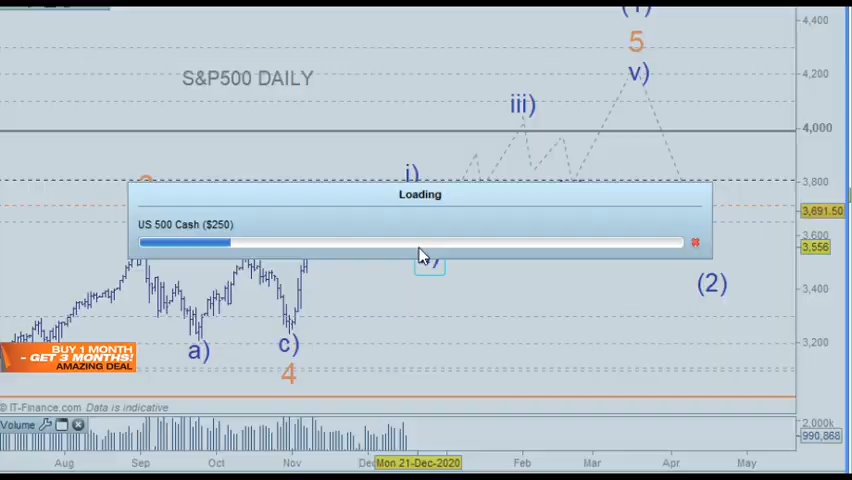 4,400
5
v)
4,200
S&P500 DAILY
iii)
4,000
i)
3,800
Loading
US 500 Cash ($250)
3,691.50
3,600
3,556
(2)
3,400
a)
c)
3,200
4
BUY 1 MONTH
- GET 3 MONTHS!
AMAZING DEAL
© IT-Finance.com Data is indicative
Volume
2,000k
990,868
Aug Sep Oct Nov Dec Mon 21-Dec-2020 Feb Mar Apr May